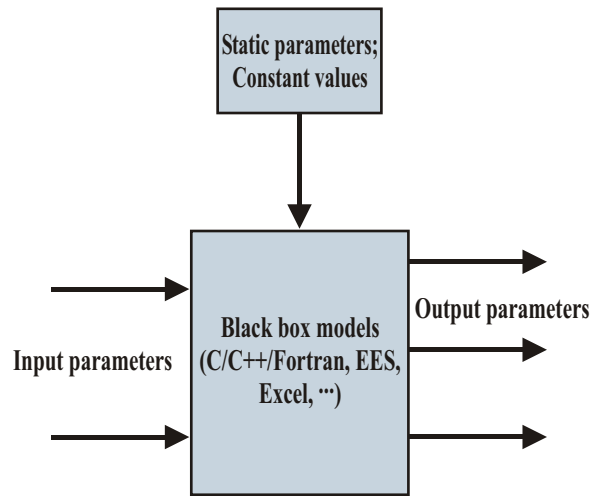 Static parameters;
Constant values
Black box models
(C/C++/Fortran, EES,
Excel, ···)
Input parameters
Output parameters